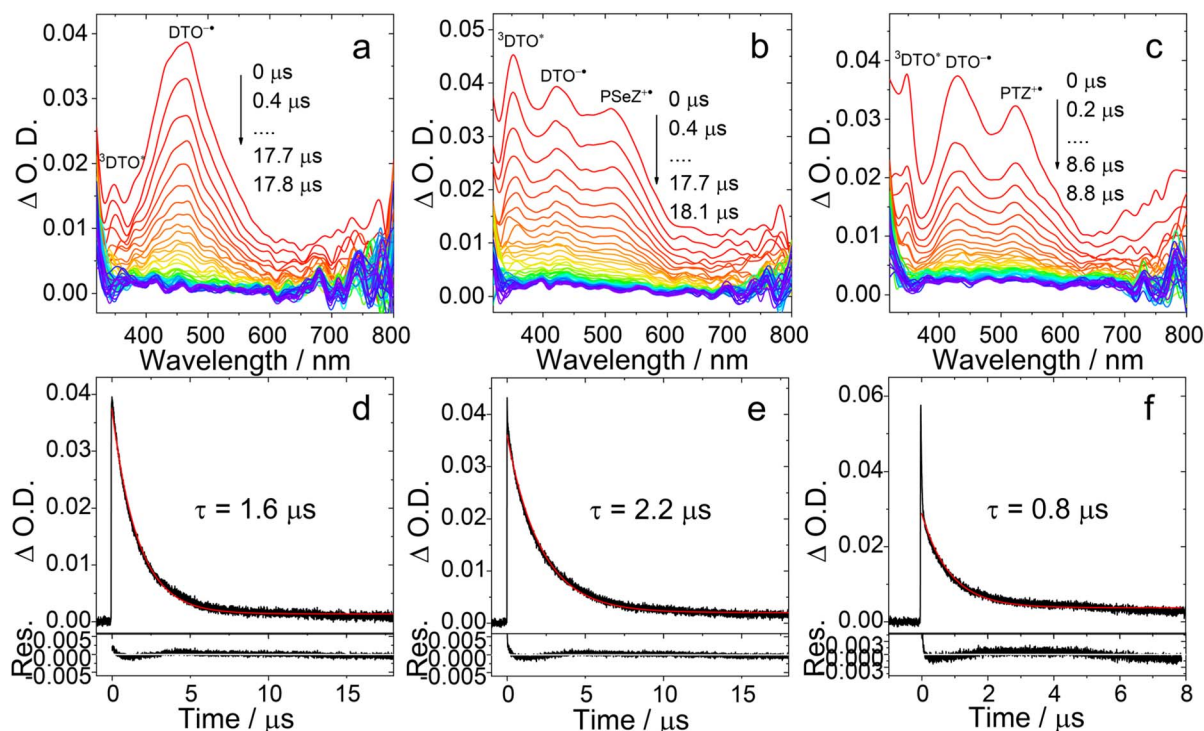 a
DTO⁻•
³DTO*
0 μs
0.4 μs
....
17.7 μs
17.8 μs
0.04
0.03
0.02
0.01
0.00
Δ O. D.
400 500 600 700 800
Wavelength / nm
b
³DTO*
DTO⁻•
PSeZ⁺•
0 μs
0.4 μs
....
17.7 μs
18.1 μs
0.05
0.04
0.03
0.02
0.01
0.00
Δ O. D.
400 500 600 700 800
Wavelength / nm
c
³DTO* DTO⁻•
PTZ⁺•
0 μs
0.2 μs
....
8.6 μs
8.8 μs
0.04
0.03
0.02
0.01
0.00
Δ O. D.
400 500 600 700 800
Wavelength / nm
d
τ = 1.6 μs
0.04
0.03
0.02
0.01
0.00
Δ O.D.
0.005
0.000
-0.005
Res.
0 5 10 15
Time / μs
e
τ = 2.2 μs
0.04
0.03
0.02
0.01
0.00
Δ O.D.
0.005
0.000
-0.005
Res.
0 5 10 15
Time / μs
f
τ = 0.8 μs
0.06
0.04
0.02
0.00
Δ O.D.
0.003
0.000
-0.003
Res.
0 2 4 6 8
Time / μs